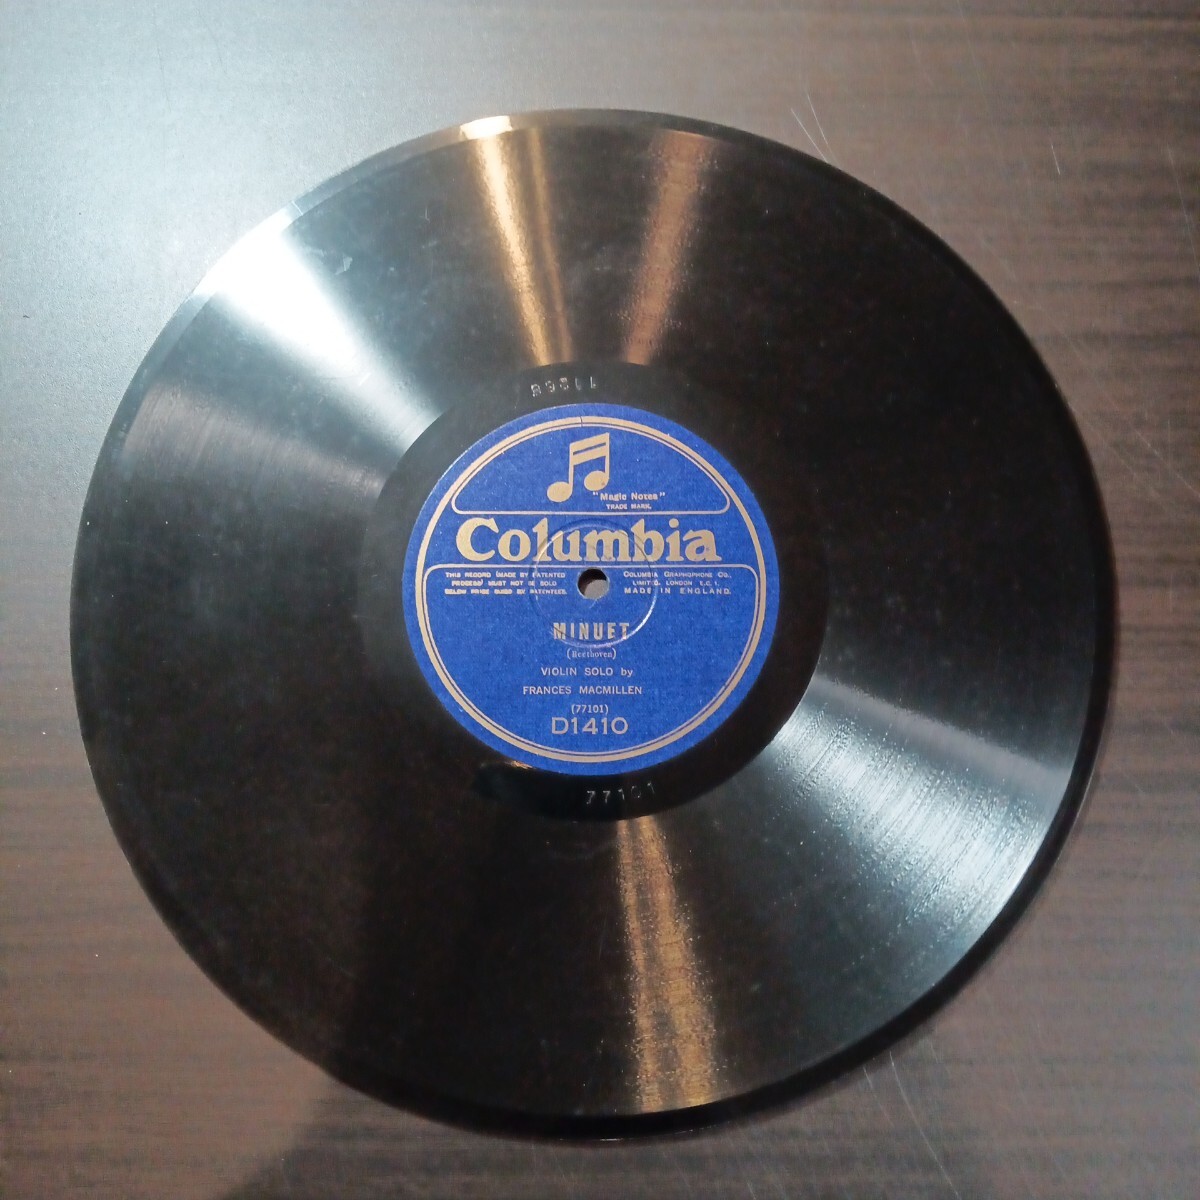 "Magic Notes"
TRADE MARK.
Columbia
THIS RECORD (MADE BY PATENTED
PROCESS) MUST NOT BE SOLD
BELOW PRICE FIXED BY PATENTEES.
COLUMBIA GRAPHOPHONE CO.,
LIMITED, LONDON E.C.1.
MADE IN ENGLAND.
MINUET
(Beethoven)
VIOLIN SOLO by
FRANCES MACMILLEN
(77101)
D1410
77101